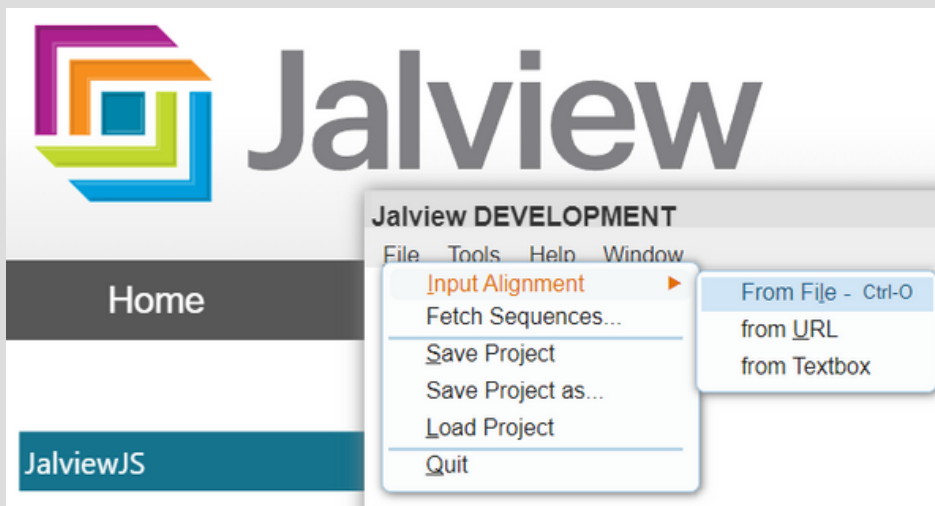 Jalview
Jalview DEVELOPMENT
File Tools Help Window
Home
Input Alignment
Fetch Sequences...
Save Project
Save Project as...
Load Project
Quit
From File - Ctrl-O
from URL
from Textbox
JalviewJS